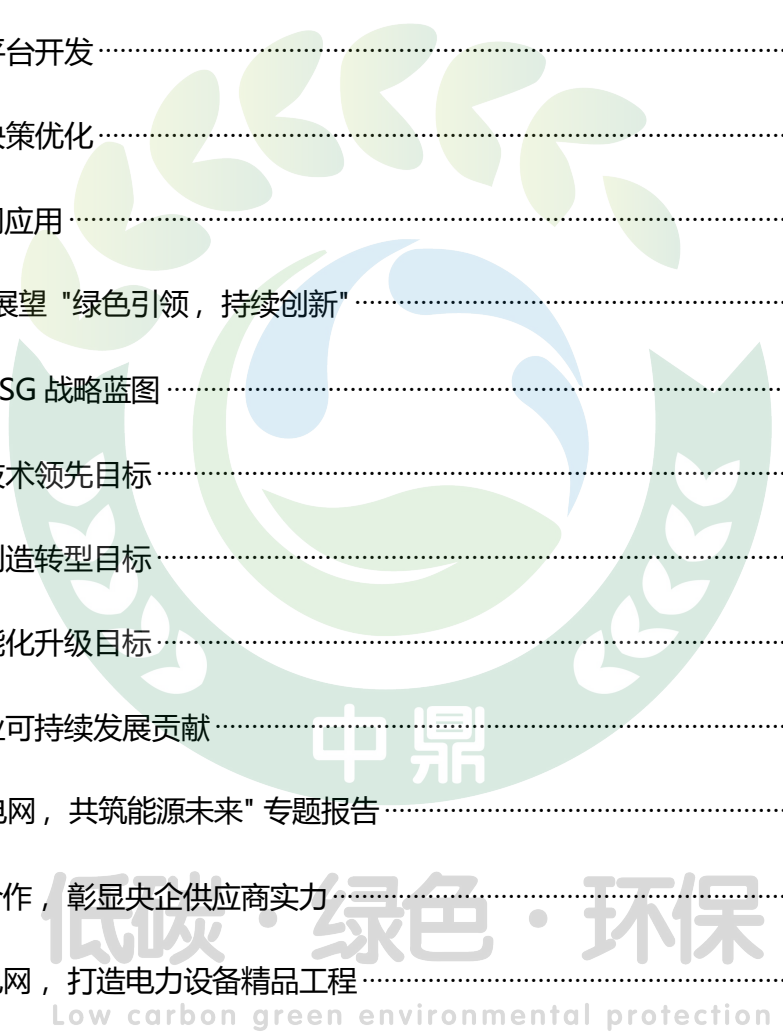 台开发
策优化
应用
展望 "绿色引领，持续创新"
SG 战略蓝图
术领先目标
造转型目标
化升级目标
可持续发展贡献
中鼎
网，共筑能源未来" 专题报告
作，彰显央企供应商实力
低碳·绿色·环保
网，打造电力设备精品工程
Low carbon green environmental protection